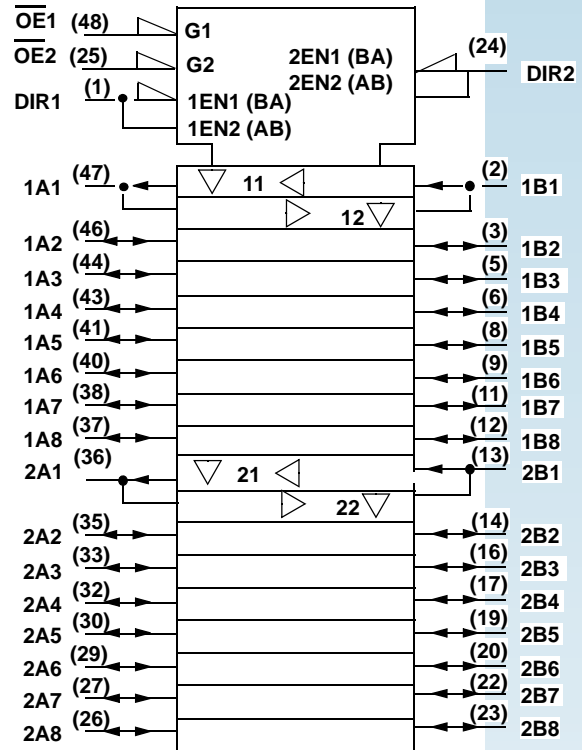 OE1 (48) G1
OE2 (25) G2 2EN1 (BA) (24) DIR2
2EN2 (AB)
DIR1 (1) 1EN1 (BA)
1EN2 (AB)
1A1 (47) 11 (2) 1B1
12
1A2 (46) (3) 1B2
1A3 (44) (5) 1B3
1A4 (43) (6) 1B4
1A5 (41) (8) 1B5
1A6 (40) (9) 1B6
1A7 (38) (11) 1B7
1A8 (37) (12) 1B8
2A1 (36) 21 (13) 2B1
22
2A2 (35) (14) 2B2
2A3 (33) (16) 2B3
2A4 (32) (17) 2B4
2A5 (30) (19) 2B5
2A6 (29) (20) 2B6
2A7 (27) (22) 2B7
2A8 (26) (23) 2B8